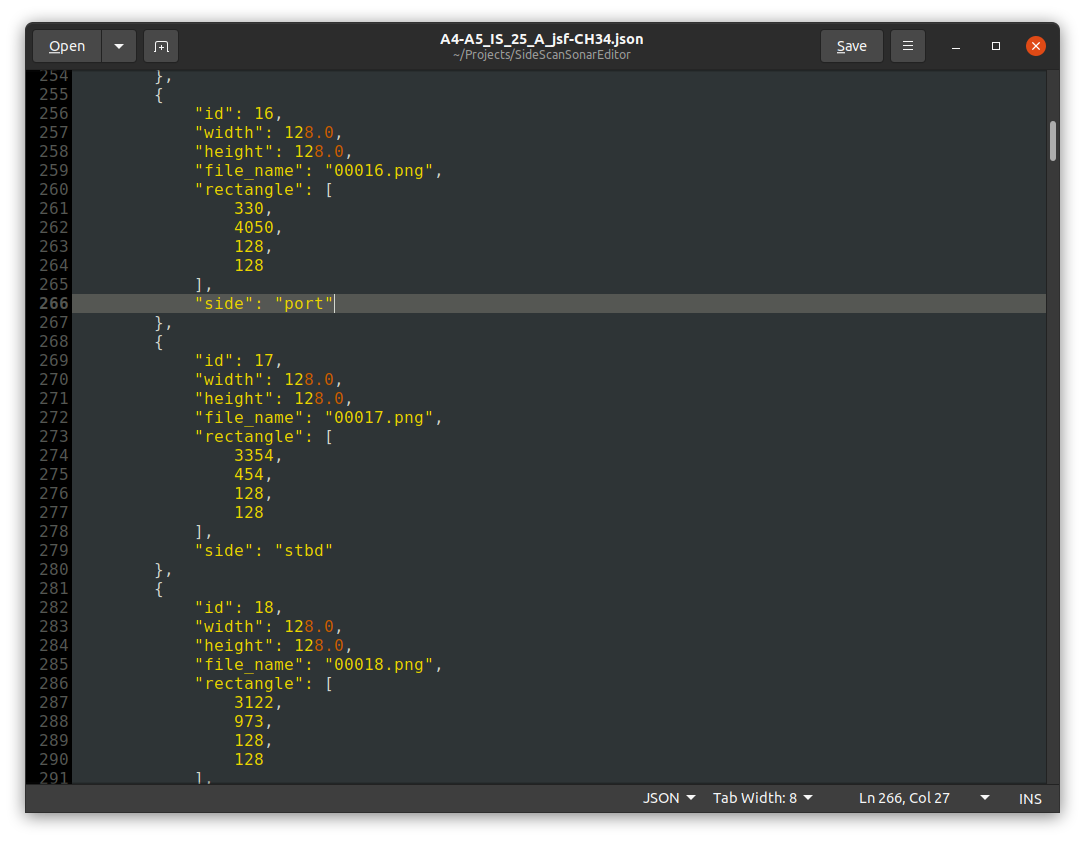 Open
A4-A5_IS_25_A_jsf-CH34.json
~/Projects/SideScanSonarEditor
Save
254 },
255 {
256 "id": 16,
257 "width": 128.0,
258 "height": 128.0,
259 "file_name": "00016.png",
260 "rectangle": [
261 330,
262 4050,
263 128,
264 128
265 ],
266 "side": "port"
267 },
268 {
269 "id": 17,
270 "width": 128.0,
271 "height": 128.0,
272 "file_name": "00017.png",
273 "rectangle": [
274 3354,
275 454,
276 128,
277 128
278 ],
279 "side": "stbd"
280 },
281 {
282 "id": 18,
283 "width": 128.0,
284 "height": 128.0,
285 "file_name": "00018.png",
286 "rectangle": [
287 3122,
288 973,
289 128,
290 128
291 ],
JSON Tab Width: 8 Ln 266, Col 27 INS